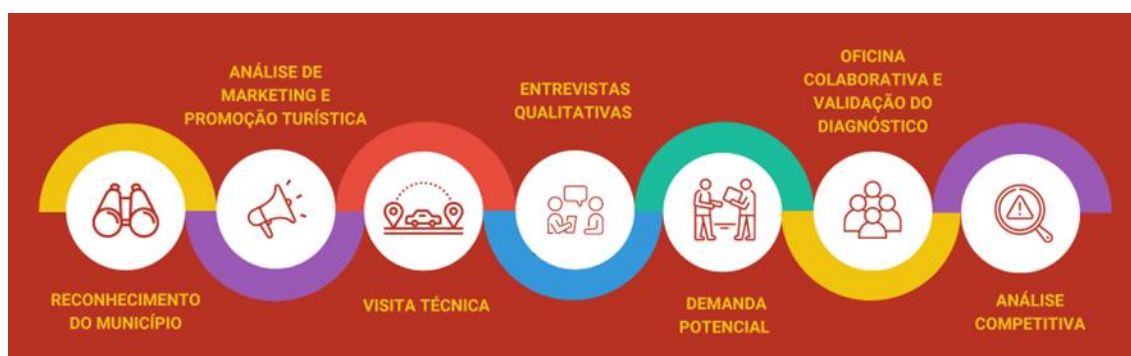 RECONHECIMENTO
DO MUNICÍPIO
ANÁLISE DE
MARKETING E
PROMOÇÃO TURÍSTICA
VISITA TÉCNICA
ENTREVISTAS
QUALITATIVAS
DEMANDA
POTENCIAL
OFICINA
COLABORATIVA E
VALIDAÇÃO DO
DIAGNÓSTICO
ANÁLISE
COMPETITIVA